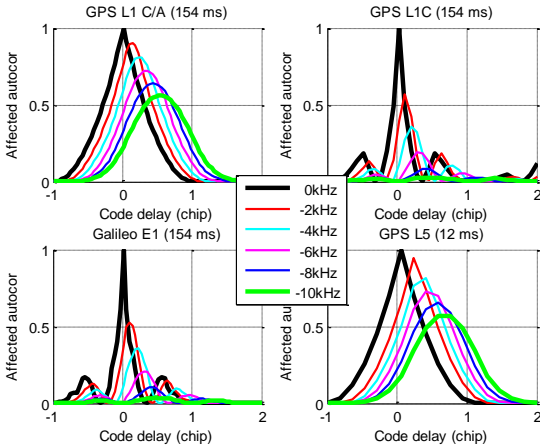 GPS L1 C/A (154 ms)
1
0.5
0
-1 0 1 2
Affected autocor
Code delay (chip)
GPS L1C (154 ms)
1
0.5
0
-1 0 1 2
Affected autocor
Code delay (chip)
0kHz
-2kHz
-4kHz
-6kHz
-8kHz
-10kHz
Galileo E1 (154 ms)
1
0.5
0
-1 0 1 2
Affected autocor
Code delay (chip)
GPS L5 (12 ms)
1
0.5
0
-1 0 1 2
Affected autocor
Code delay (chip)